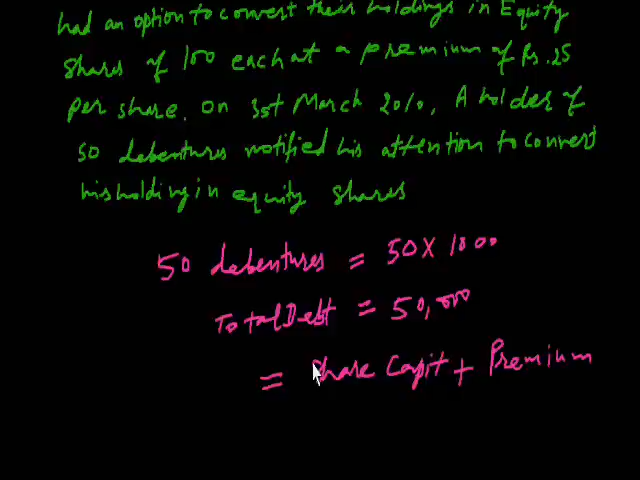 had an option to convert their holdings in Equity
Shares of 100 each at a premium of Rs. 25
per share. on 31st March 2010, A holder of
50 debentures notified his attention to convert
his holding in equity shares
50 debentures = 50 X 1000
Total Debt = 50,000
= Share Capit + Premium